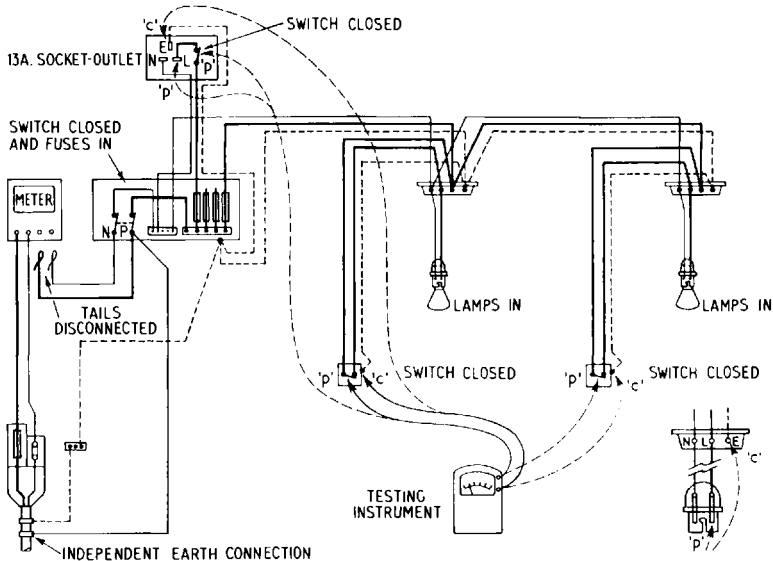 'c'
SWITCH CLOSED
E
13A. SOCKET-OUTLET
N
L
'p'
'p'
SWITCH CLOSED
AND FUSES IN
METER
N P
TAILS
DISCONNECTED
LAMPS IN
LAMPS IN
'p'
'c'
SWITCH CLOSED
'p'
'c'
SWITCH CLOSED
N L E
'c'
'p'
TESTING
INSTRUMENT
INDEPENDENT EARTH CONNECTION